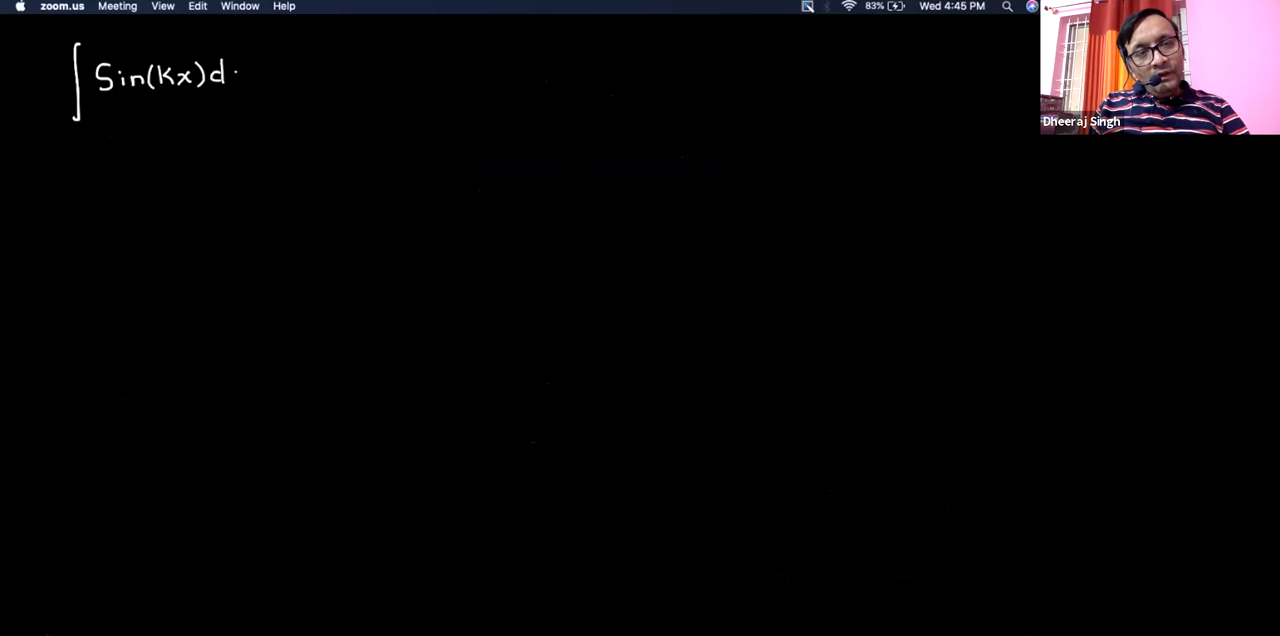 zoom.us Meeting View Edit Window Help 83% Wed 4:45 PM
∫ Sin(Kx)d
Dheeraj Singh